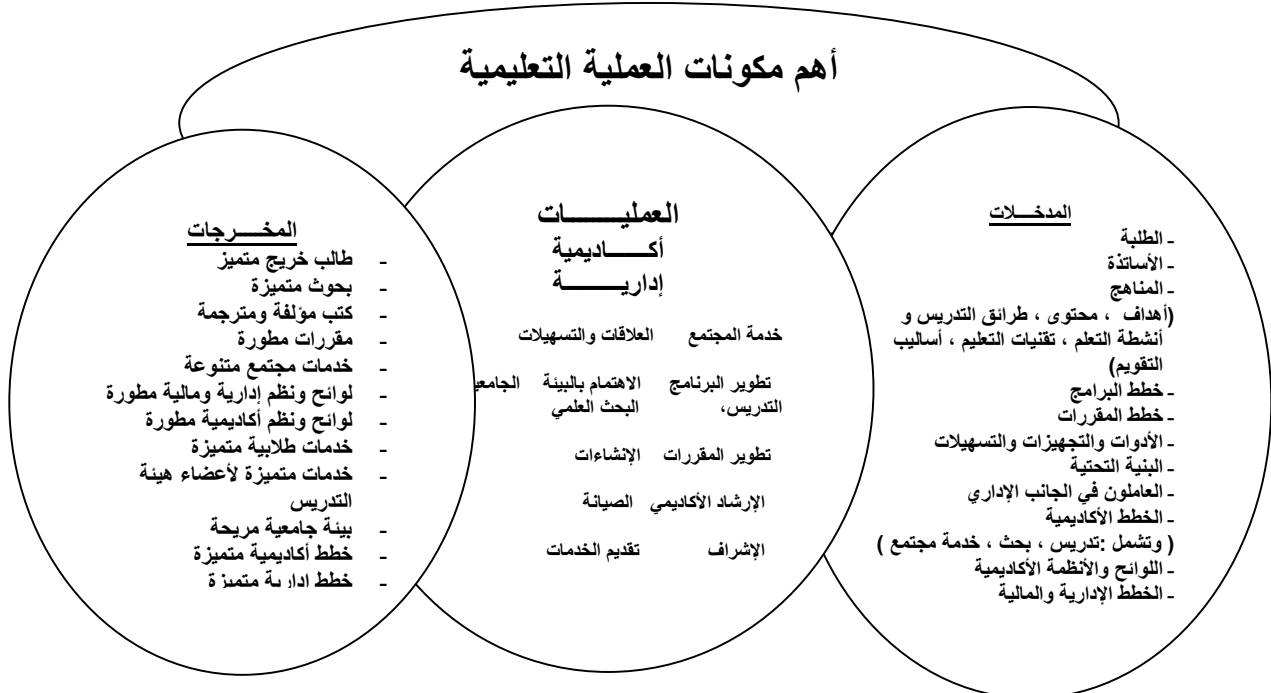 أهم مكونات العملية التعليمية
المدخــلات
- الطلبة
- الأساتذة
- المناهج
(أهداف ، محتوى ، طرائق التدريس و
أنشطة التعلم ، تقنيات التعليم ، أساليب
التقويم)
- خطط البرامج
- خطط المقررات
- الأدوات والتجهيزات والتسهيلات
- البنية التحتية
- العاملون في الجانب الإداري
- الخطط الأكاديمية
( وتشمل :تدريس ، بحث ، خدمة مجتمع )
- اللوائح والأنظمة الأكاديمية
- الخطط الإدارية والمالية
العمليـــــــات
أكـــــاديمية
إداريـــــــة
خدمة المجتمع العلاقات والتسهيلات
تطوير البرنامج الاهتمام بالبيئة
التدريس، البحث العلمي
تطوير المقررات الإنشاءات
الإرشاد الأكاديمي الصيانة
الإشراف تقديم الخدمات
المخــــرجات
- طالب خريج متميز
- بحوث متميزة
- كتب مؤلفة ومترجمة
- مقررات مطورة
- خدمات مجتمع متنوعة
- لوائح ونظم إدارية ومالية مطورة
- لوائح ونظم أكاديمية مطورة
- خدمات طلابية متميزة
- خدمات متميزة لأعضاء هيئة
التدريس
- بيئة جامعية مريحة
- خطط أكاديمية متميزة
- خطط إدارية متميزة